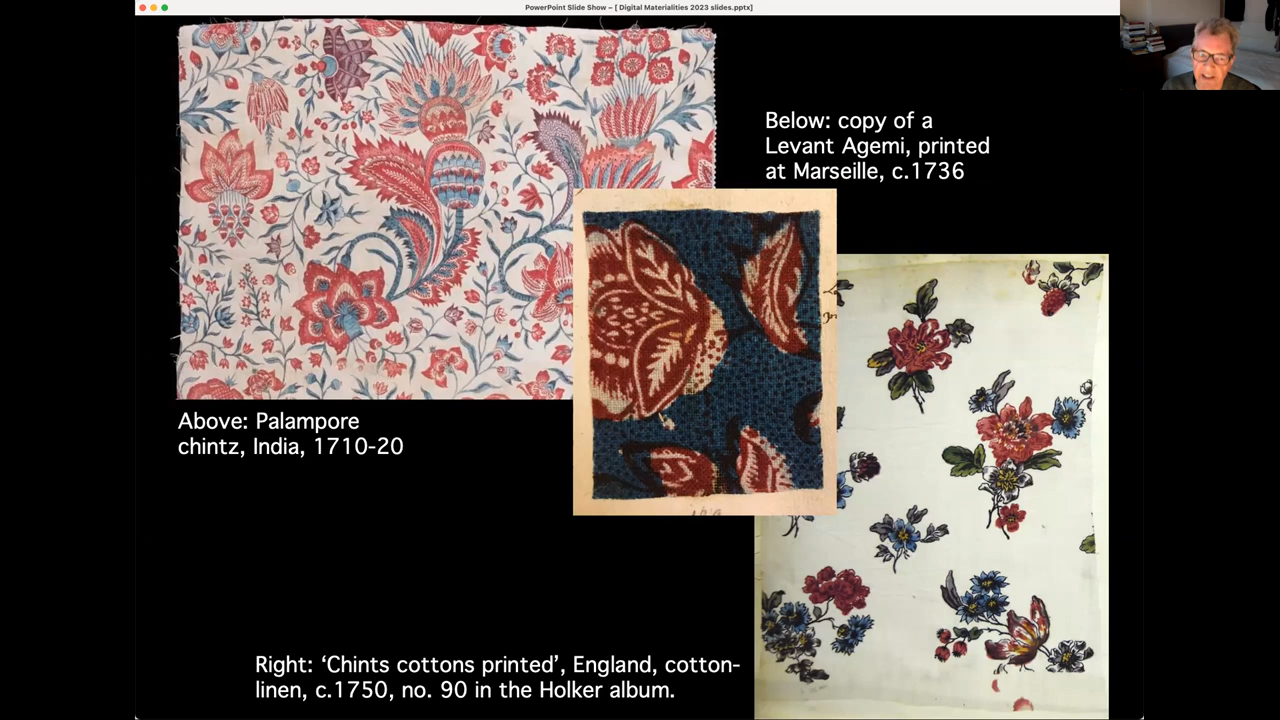 PowerPoint Slide Show – [ Digital Materialities 2023 slides.pptx]
Below: copy of a
Levant Agemi, printed
at Marseille, c.1736
Above: Palampore
chintz, India, 1710-20
Right: ‘Chints cottons printed’, England, cotton-
linen, c.1750, no. 90 in the Holker album.